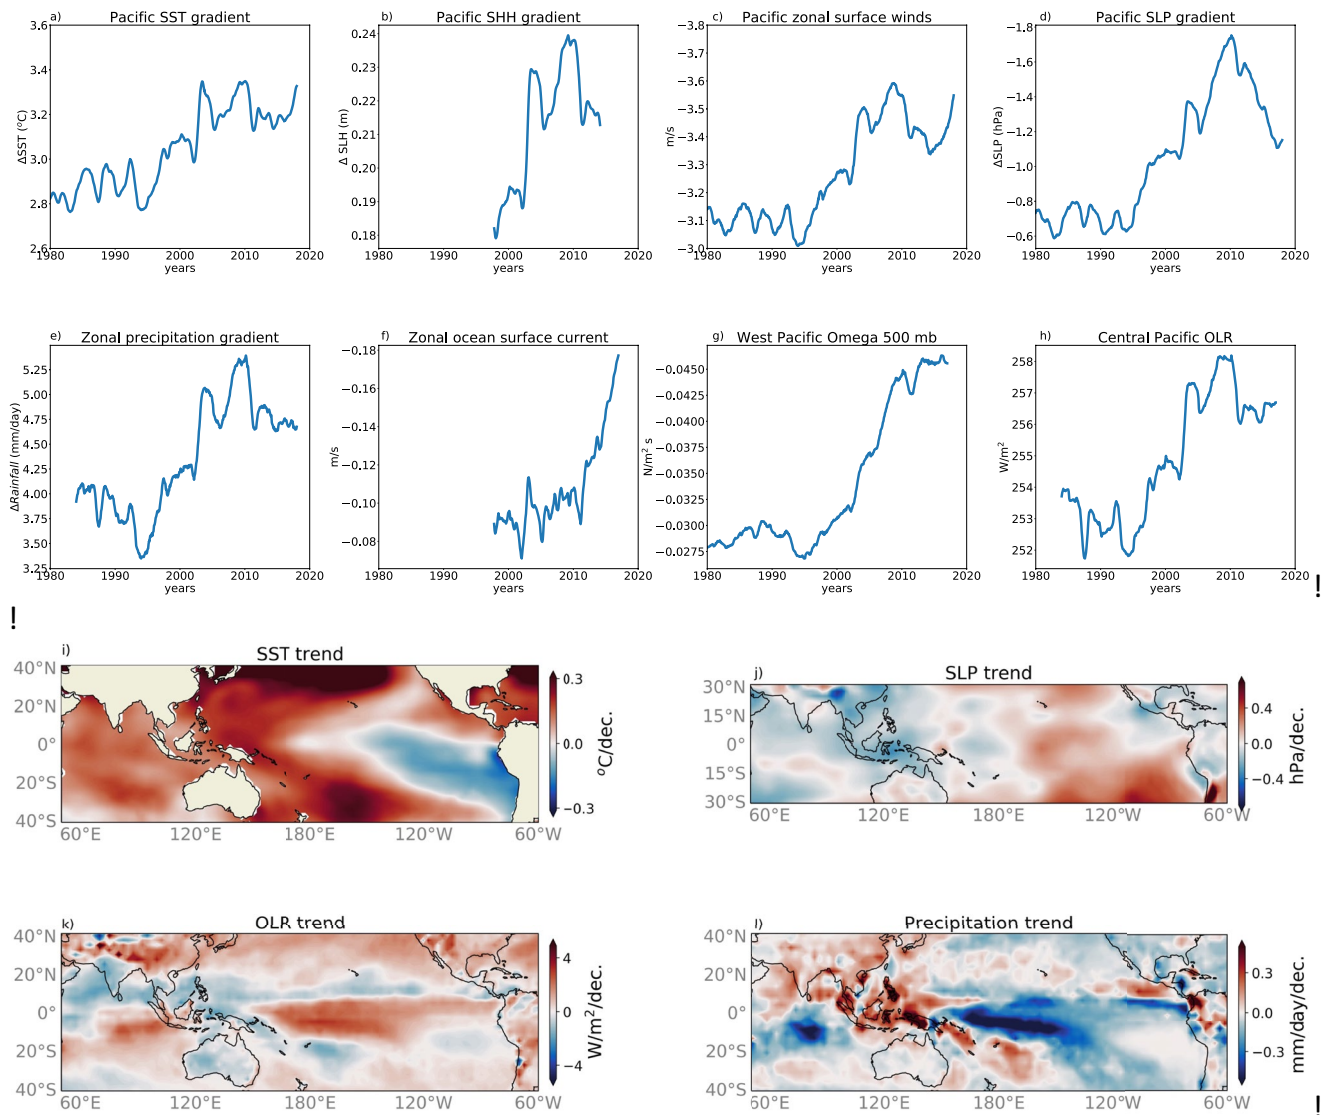 a) Pacific SST gradient
3.6
3.4
3.2
3.0
2.8
2.6
ΔSST (°C)
1980 1990 2000 2010 2020
years
b) Pacific SHH gradient
0.24
0.23
0.22
0.21
0.20
0.19
0.18
Δ SLH (m)
1980 1990 2000 2010 2020
years
c) Pacific zonal surface winds
−3.8
−3.7
−3.6
−3.5
−3.4
−3.3
−3.2
−3.1
−3.0
m/s
1980 1990 2000 2010 2020
years
d) Pacific SLP gradient
−1.8
−1.6
−1.4
−1.2
−1.0
−0.8
−0.6
ΔSLP (hPa)
1980 1990 2000 2010 2020
years
e) Zonal precipitation gradient
5.25
5.00
4.75
4.50
4.25
4.00
3.75
3.50
3.25
ΔRainfall (mm/day)
1980 1990 2000 2010 2020
years
f) Zonal ocean surface current
−0.18
−0.16
−0.14
−0.12
−0.10
−0.08
m/s
1980 1990 2000 2010 2020
years
g) West Pacific Omega 500 mb
−0.0450
−0.0425
−0.0400
−0.0375
−0.0350
−0.0325
−0.0300
−0.0275
N/m² s
1980 1990 2000 2010 2020
years
h) Central Pacific OLR
258
257
256
255
254
253
252
W/m²
1980 1990 2000 2010 2020
years
!
!
i) SST trend
40°N
20°N
0°
20°S
40°S
60°E 120°E 180°E 120°W 60°W
0.3
0.0
−0.3
°C/dec.
j) SLP trend
30°N
15°N
0°
15°S
30°S
60°E 120°E 180°E 120°W 60°W
0.4
0.0
−0.4
hPa/dec.
k) OLR trend
40°N
20°N
0°
20°S
40°S
60°E 120°E 180°E 120°W 60°W
4
0
−4
W/m²/dec.
l) Precipitation trend
40°N
20°N
0°
20°S
40°S
60°E 120°E 180°E 120°W 60°W
0.3
0.0
−0.3
mm/day/dec.
!